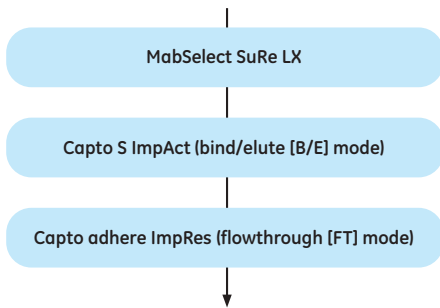 MabSelect SuRe LX
Capto S ImpAct (bind/elute [B/E] mode)
Capto adhere ImpRes (flowthrough [FT] mode)